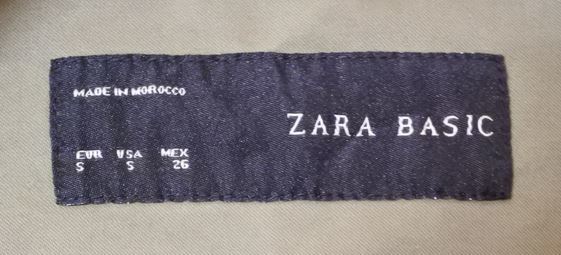 MADE IN MOROCCO
ZARA BASIC
EUR USA MEX
S S 26